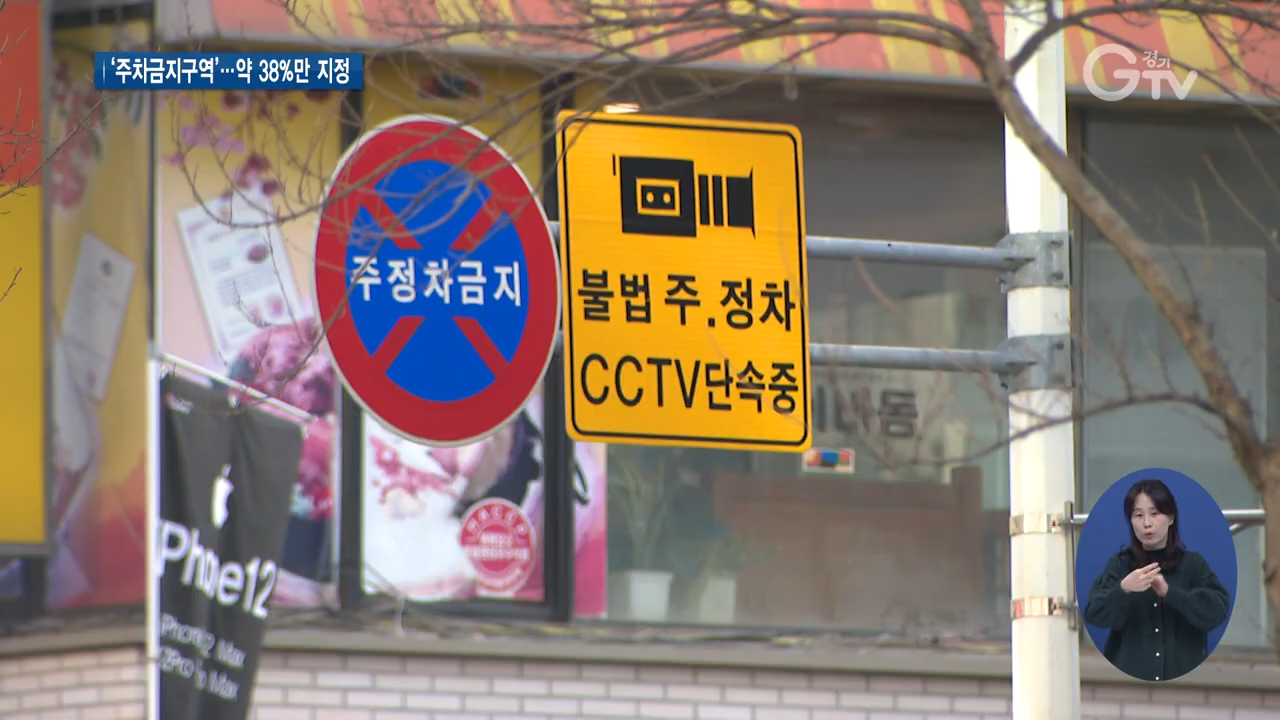 '주차금지구역'…약 38%만 지정
경기
GTV
주정차금지
불법 주.정차
CCTV단속중
iPhone12